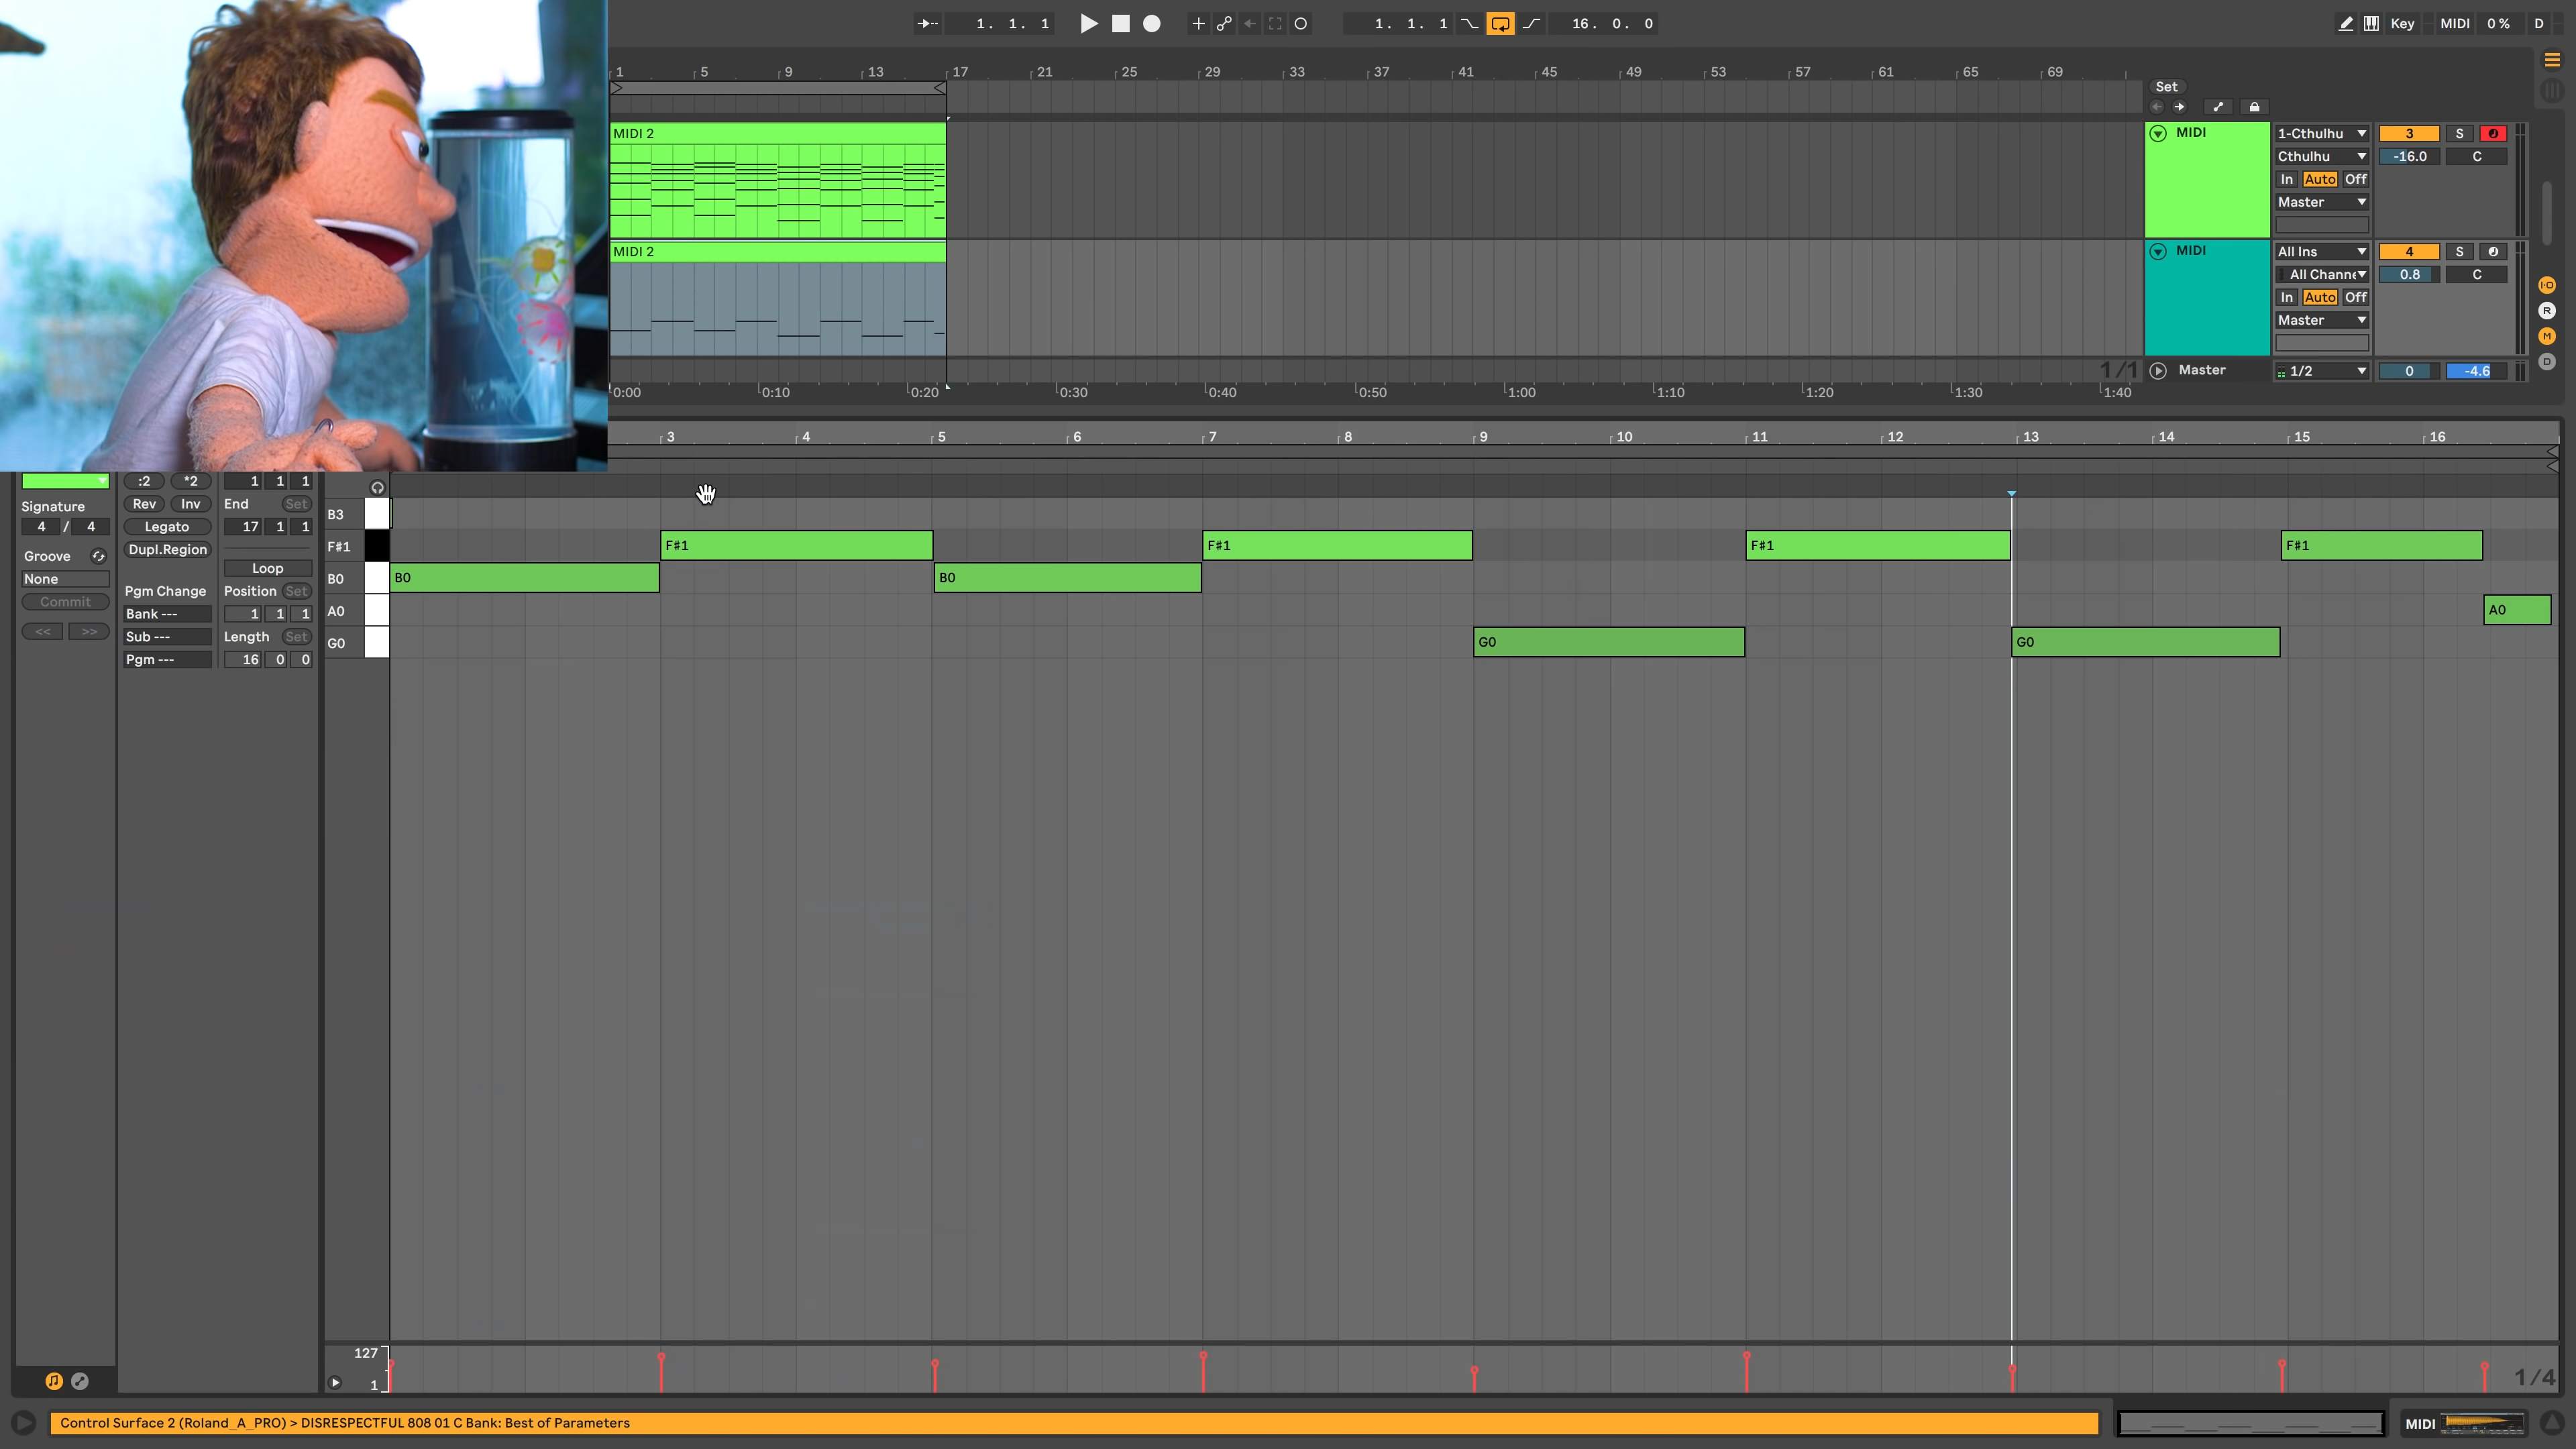 1. 1. 1
1. 1. 1
16. 0. 0
Key
MIDI
0 %
D
1 5 9 13 17 21 25 29 33 37 41 45 49 53 57 61 65 69
Set
MIDI 2
MIDI
1-Cthulhu
3
S
Cthulhu
-16.0
C
In Auto Off
Master
MIDI 2
MIDI
All Ins
4
S
All Channe
0.8
C
In Auto Off
Master
I·O
R
M
D
1/1
Master
1/2
0
-4.6
0:00 0:10 0:20 0:30 0:40 0:50 1:00 1:10 1:20 1:30 1:40
3 4 5 6 7 8 9 10 11 12 13 14 15 16
:2 *2
1 1 1
Signature
Rev Inv
End Set
4 / 4
Legato
17 1 1
Groove
Dupl.Region
Loop
None
Pgm Change
Position Set
Commit
Bank ---
1 1 1
<< >>
Sub ---
Length Set
Pgm ---
16 0 0
B3
F#1
F#1 F#1 F#1 F#1
B0
B0 B0
A0
A0
G0
G0 G0
127
1
1/4
Control Surface 2 (Roland_A_PRO) > DISRESPECTFUL 808 01 C Bank: Best of Parameters
MIDI